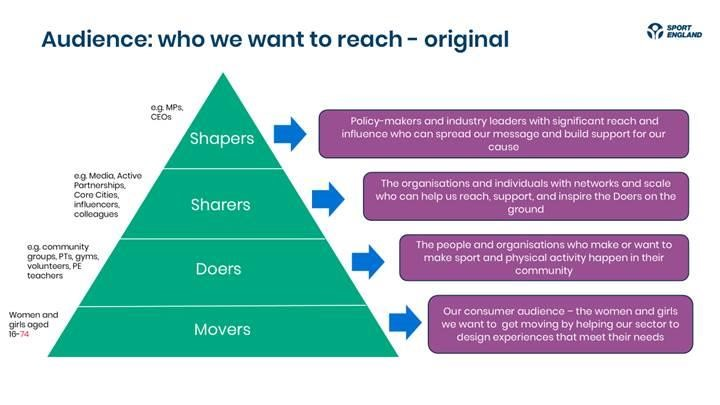 Audience: who we want to reach - original
SPORT
ENGLAND
e.g. MPs,
CEOs
Shapers
Policy-makers and industry leaders with significant reach and
influence who can spread our message and build support for our
cause
e.g. Media, Active
Partnerships,
Core Cities,
influencers,
colleagues
Sharers
The organisations and individuals with networks and scale
who can help us reach, support, and inspire the Doers on the
ground
e.g. community
groups, PTs, gyms,
volunteers, PE
teachers
Doers
The people and organisations who make or want to
make sport and physical activity happen in their
community
Women and
girls aged
16-74
Movers
Our consumer audience – the women and girls
we want to get moving by helping our sector to
design experiences that meet their needs